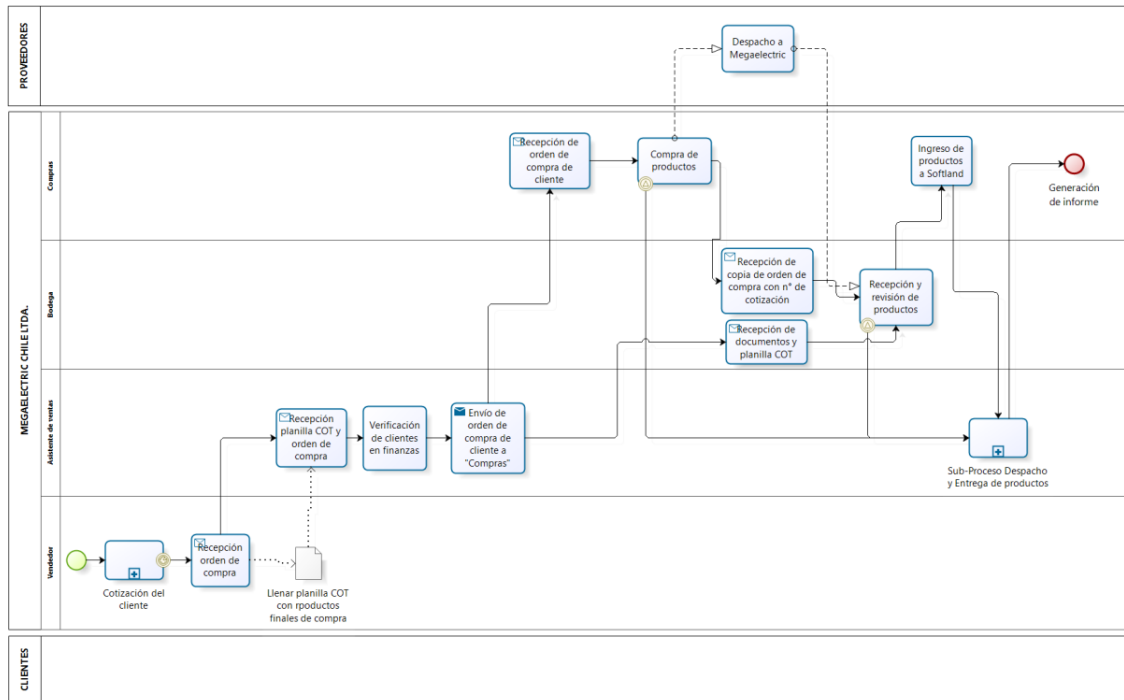 PROVEEDORES
Despacho a
Megaelectric
MEGAELECTRIC CHILE LTDA.
Compras
Recepción de
orden de
compra de
cliente
Compra de
productos
Ingreso de
productos
a Softland
Generación
de informe
Bodega
Recepción de
copia de orden de
compra con n° de
cotización
Recepción y
revisión de
productos
Recepción de
documentos y
planilla COT
Asistente de ventas
Recepción
planilla COT y
orden de
compra
Verificación
de clientes
en finanzas
Envío de
orden de
compra de
cliente a
"Compras"
Sub-Proceso Despacho
y Entrega de productos
Vendedor
Cotización del
cliente
Recepción
orden de
compra
Llenar planilla COT
con rpoductos
finales de compra
CLIENTES